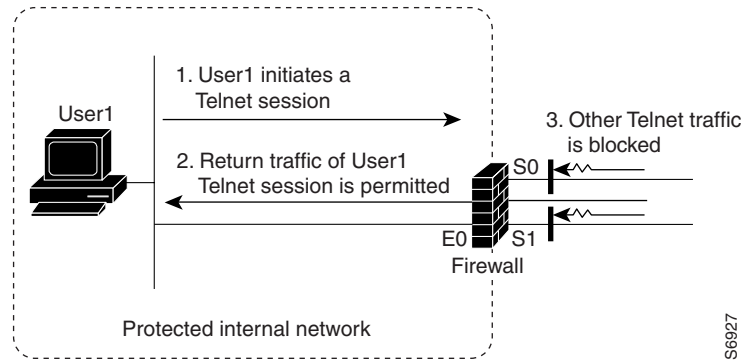 1. User1 initiates a
Telnet session
User1
3. Other Telnet traffic
is blocked
2. Return traffic of User1
Telnet session is permitted
S0
E0
S1
Firewall
Protected internal network
S6927